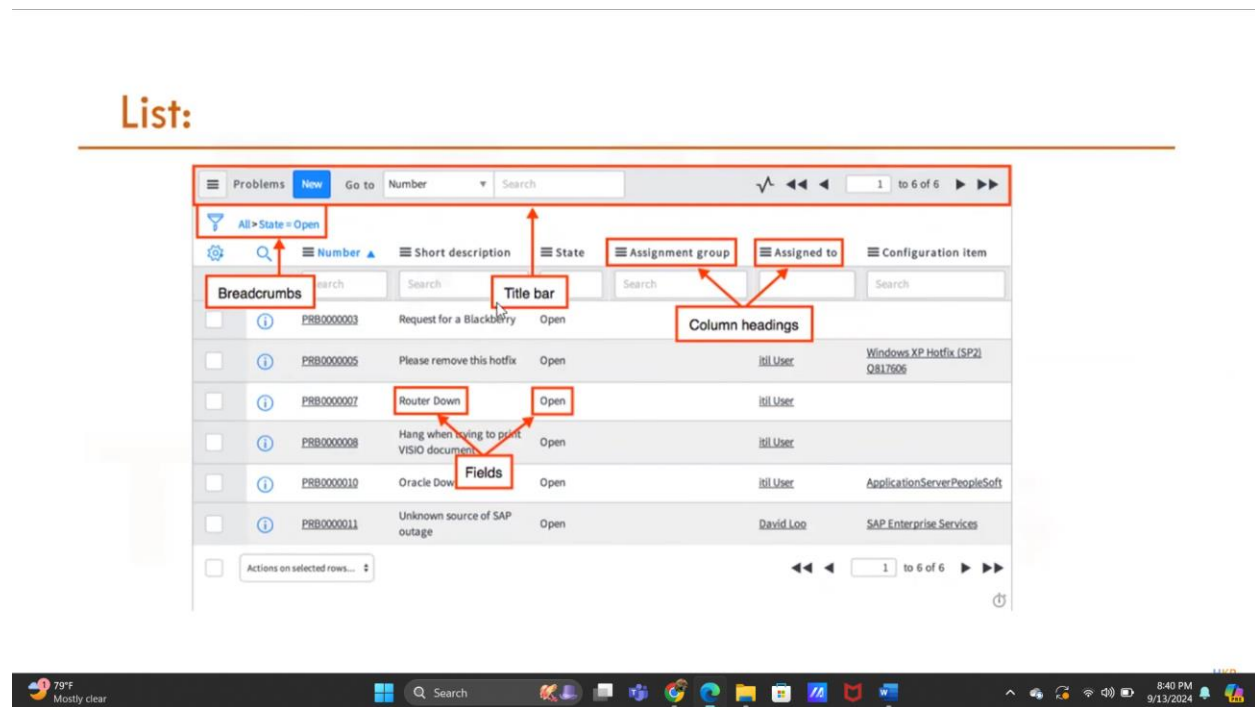 List:
Problems New Go to Number Search 1 to 6 of 6
All > State = Open
Number Short description State Assignment group Assigned to Configuration item
Search Search Search
Breadcrumbs Title bar Column headings
PRB0000003 Request for a Blackberry Open
PRB0000005 Please remove this hotfix Open itil User Windows XP Hotfix (SP2)
Q817606
PRB0000007 Router Down Open itil User
PRB0000008 Hang when trying to print Open itil User
VISIO document
Fields
PRB0000010 Oracle Dow Open itil User ApplicationServerPeopleSoft
PRB0000011 Unknown source of SAP Open David Loo SAP Enterprise Services
outage
Actions on selected rows... 1 to 6 of 6
1 79°F Search 8:40 PM
Mostly clear 9/13/2024